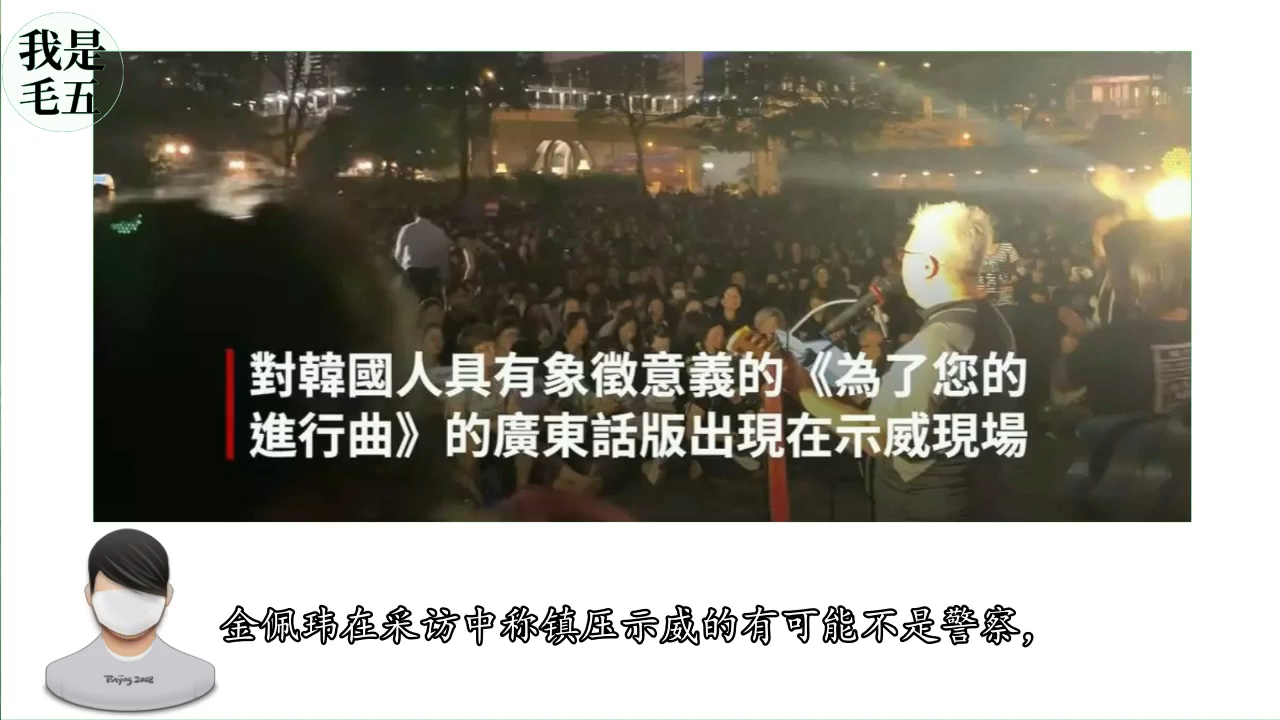 我是
毛五
對韓國人具有象徵意義的《為了您的
進行曲》的廣東話版出現在示威現場
Beijing 2008
金佩玮在采访中称镇压示威的有可能不是警察，